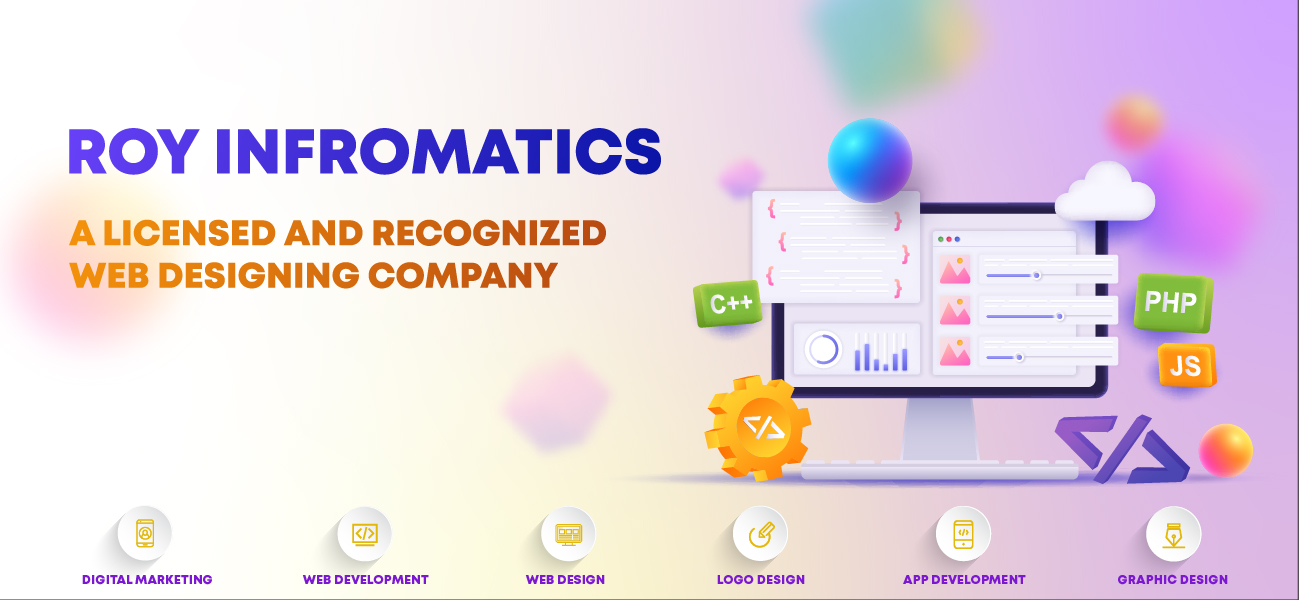 ROY INFROMATICS
A LICENSED AND RECOGNIZED
WEB DESIGNING COMPANY
C++
PHP
JS
</>
</>
DIGITAL MARKETING
WEB DEVELOPMENT
WEB DESIGN
LOGO DESIGN
APP DEVELOPMENT
GRAPHIC DESIGN